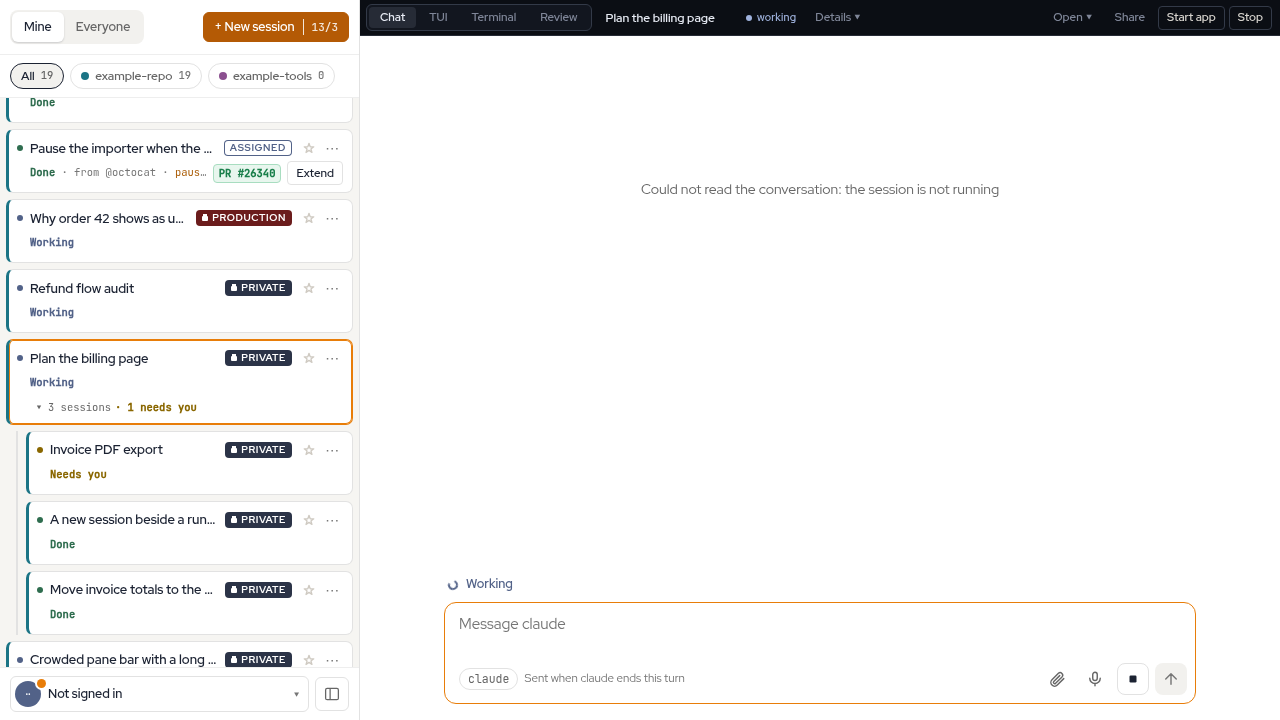 Mine Everyone + New session 13/3
All 19 example-repo 19 example-tools 0
Done
Pause the importer when the ... ASSIGNED
Done · from @octocat · paus... PR #26340 Extend
Why order 42 shows as u... PRODUCTION
Working
Refund flow audit PRIVATE
Working
Plan the billing page PRIVATE
Working
3 sessions · 1 needs you
Invoice PDF export PRIVATE
Needs you
A new session beside a run... PRIVATE
Done
Move invoice totals to the ... PRIVATE
Done
Crowded pane bar with a long ... PRIVATE
Not signed in
Chat TUI Terminal Review Plan the billing page working Details Open Share Start app Stop
Could not read the conversation: the session is not running
Working
Message claude
claude Sent when claude ends this turn